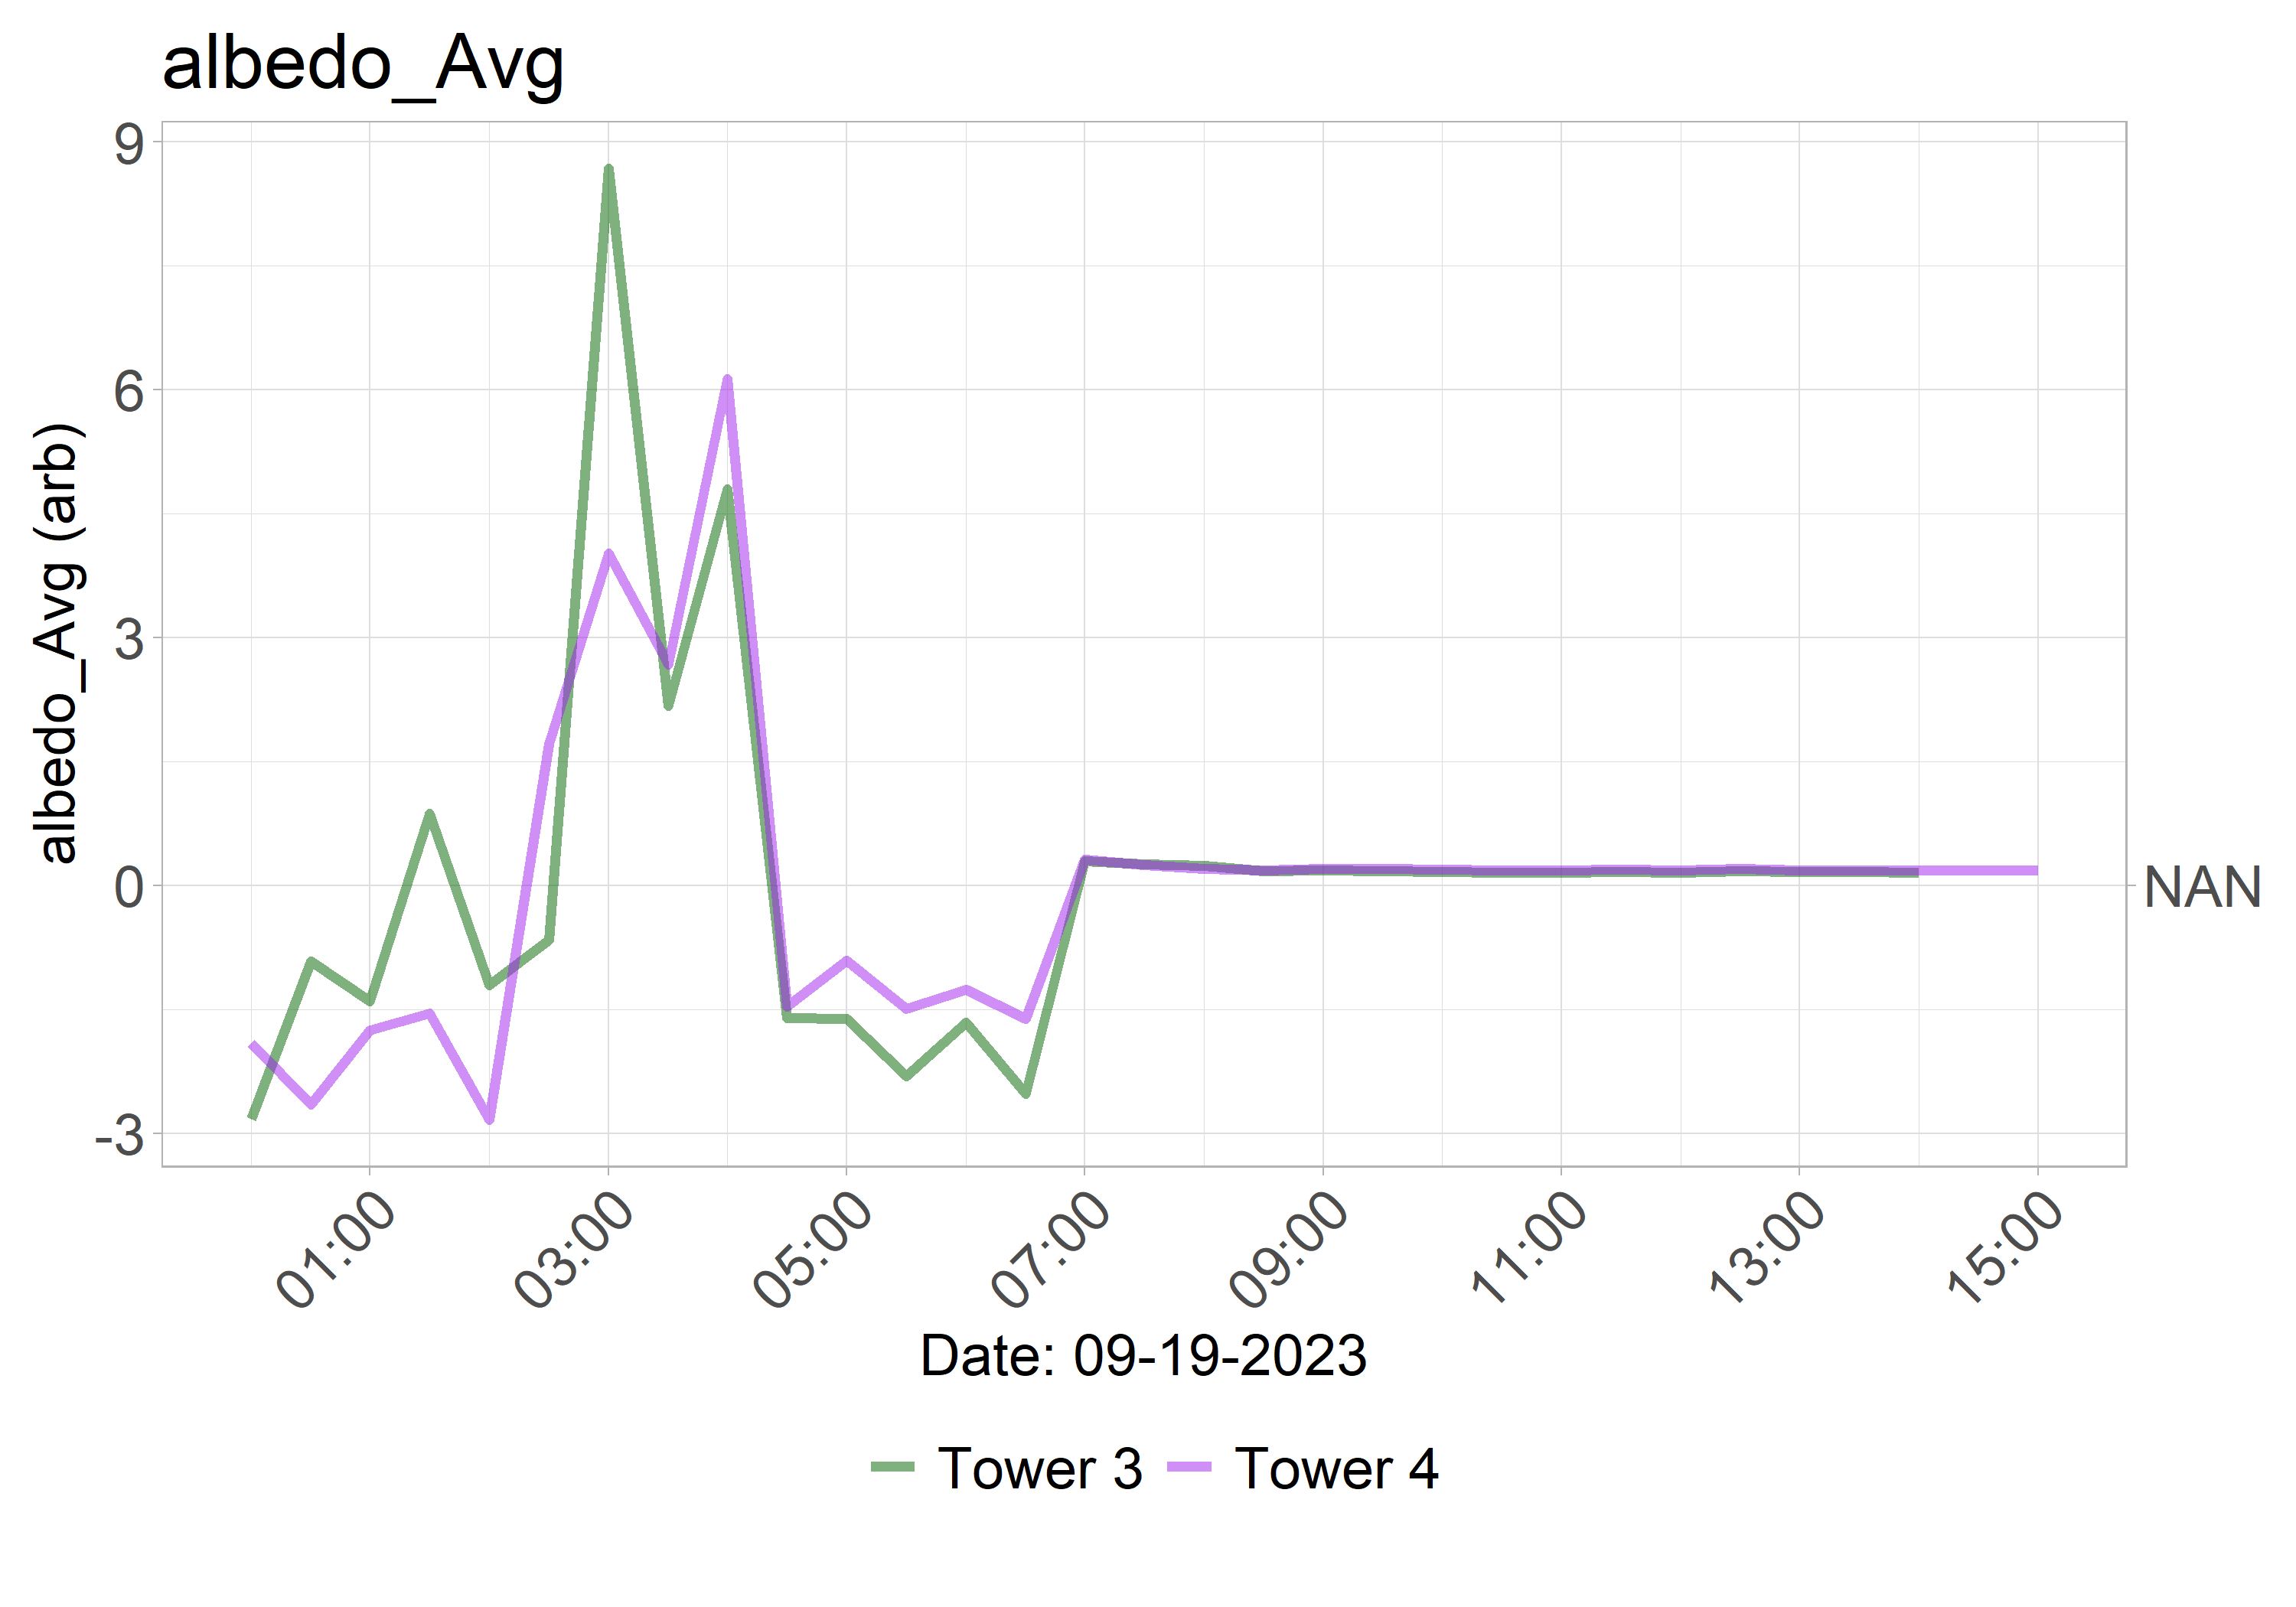 albedo_Avg
albedo_Avg (arb)
9
6
3
0
-3
NAN
01:00
03:00
05:00
07:00
09:00
11:00
13:00
15:00
Date: 09-19-2023
Tower 3
Tower 4